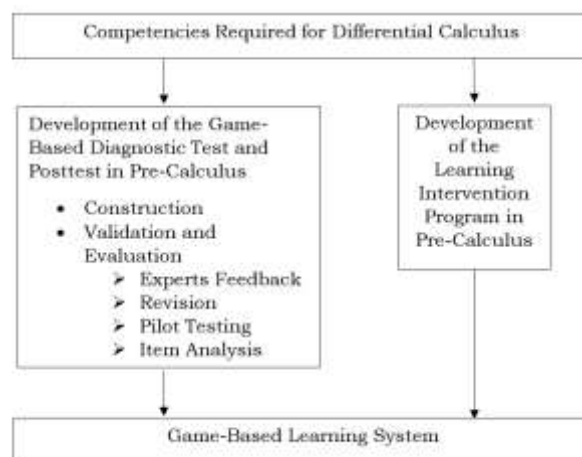 Competencies Required for Differential Calculus
Development of the Game-
Based Diagnostic Test and
Posttest in Pre-Calculus
• Construction
• Validation and
Evaluation
➢ Experts Feedback
➢ Revision
➢ Pilot Testing
➢ Item Analysis
Development
of the
Learning
Intervention
Program in
Pre-Calculus
Game-Based Learning System